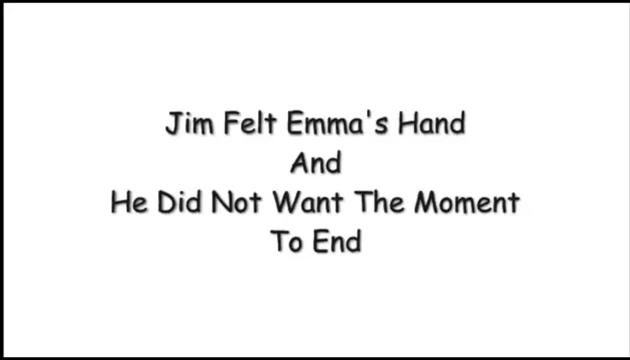 Jim Felt Emma's Hand
And
He Did Not Want The Moment
To End